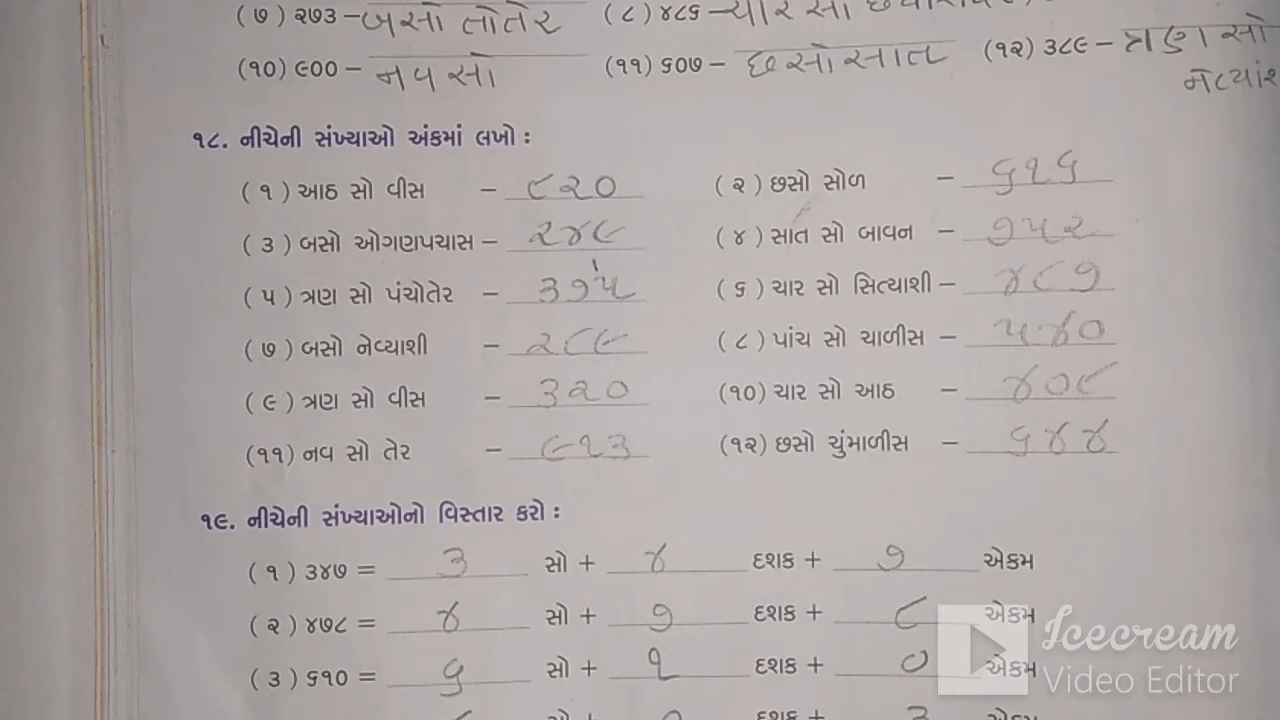 (૭) ૨૭૩ – બસો તોતેર (૮) ૪૮૬ – ચાર સો
(૧૦) ૯૦૦ – નવ સો (૧૧) ૬૦૭ – છસો સાત (૧૨) ૩૮૯ – ત્રણ સો
૧૮. નીચેની સંખ્યાઓ અંકમાં લખો :
(૧) આઠ સો વીસ – ૮૨૦ (૨) છસો સોળ – ૬૧૬
(૩) બસો ઓગણપચાસ – ૨૪૯ (૪) સાત સો બાવન – ૭૫૨
(૫) ત્રણ સો પંચોતેર – ૩૭૫ (૬) ચાર સો સિત્યાશી – ૪૮૭
(૭) બસો નેવ્યાશી – ૨૮૯ (૮) પાંચ સો ચાળીસ – ૫૪૦
(૯) ત્રણ સો વીસ – ૩૨૦ (૧૦) ચાર સો આઠ – ૪૦૮
(૧૧) નવ સો તેર – ૯૧૩ (૧૨) છસો ચુંમાળીસ – ૬૪૪
૧૯. નીચેની સંખ્યાઓનો વિસ્તાર કરો :
(૧) ૩૪૭ = ૩ સો + ૪ દશક + ૭ એકમ
(૨) ૪૭૮ = ૪ સો + ૭ દશક + ૮ એકમ
(૩) ૬૧૦ = ૬ સો + ૧ દશક + ૦ એકમ
સો + દશક + ૩ એકમ
Icecream
Video Editor